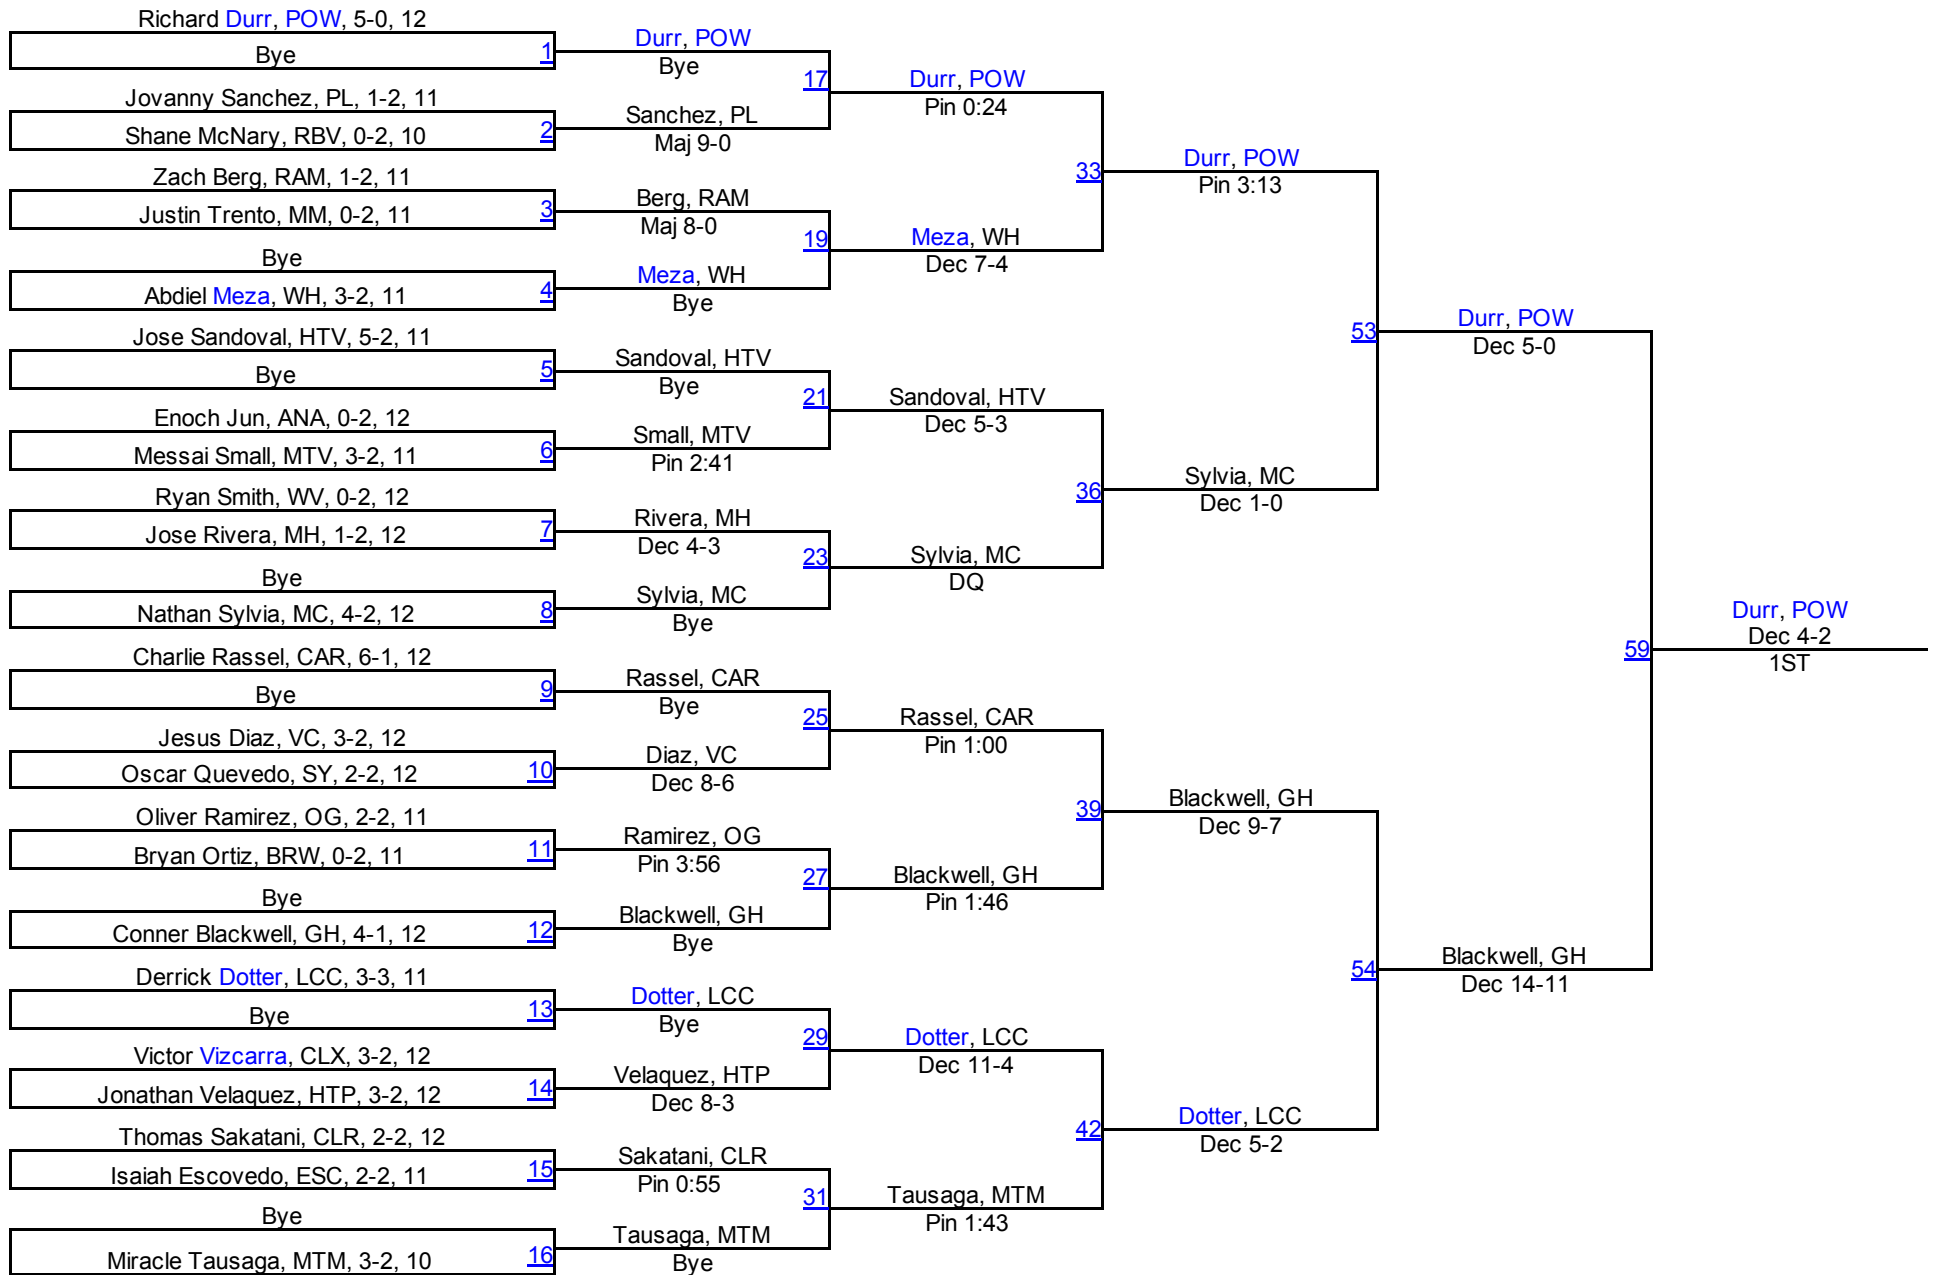 Richard Durr, POW, 5-0, 12
Bye
1
Jovanny Sanchez, PL, 1-2, 11
Shane McNary, RBV, 0-2, 10
2
Zach Berg, RAM, 1-2, 11
Justin Trento, MM, 0-2, 11
3
Bye
Abdiel Meza, WH, 3-2, 11
4
Jose Sandoval, HTV, 5-2, 11
Bye
5
Enoch Jun, ANA, 0-2, 12
Messai Small, MTV, 3-2, 11
6
Ryan Smith, WV, 0-2, 12
Jose Rivera, MH, 1-2, 12
7
Bye
Nathan Sylvia, MC, 4-2, 12
8
Charlie Rassel, CAR, 6-1, 12
Bye
9
Jesus Diaz, VC, 3-2, 12
Oscar Quevedo, SY, 2-2, 12
10
Oliver Ramirez, OG, 2-2, 11
Bryan Ortiz, BRW, 0-2, 11
11
Bye
Conner Blackwell, GH, 4-1, 12
12
Derrick Dotter, LCC, 3-3, 11
Bye
13
Victor Vizcarra, CLX, 3-2, 12
Jonathan Velaquez, HTP, 3-2, 12
14
Thomas Sakatani, CLR, 2-2, 12
Isaiah Escovedo, ESC, 2-2, 11
15
Bye
Miracle Tausaga, MTM, 3-2, 10
16
Durr, POW
Bye
17
Sanchez, PL
Maj 9-0
Berg, RAM
Maj 8-0
19
Meza, WH
Bye
Sandoval, HTV
Bye
21
Small, MTV
Pin 2:41
Rivera, MH
Dec 4-3
23
Sylvia, MC
Bye
Rassel, CAR
Bye
25
Diaz, VC
Dec 8-6
Ramirez, OG
Pin 3:56
27
Blackwell, GH
Bye
Dotter, LCC
Bye
29
Velaquez, HTP
Dec 8-3
Sakatani, CLR
Pin 0:55
31
Tausaga, MTM
Bye
Durr, POW
Pin 0:24
33
Meza, WH
Dec 7-4
Sandoval, HTV
Dec 5-3
36
Sylvia, MC
DQ
Rassel, CAR
Pin 1:00
39
Blackwell, GH
Pin 1:46
Dotter, LCC
Dec 11-4
42
Tausaga, MTM
Pin 1:43
Durr, POW
Pin 3:13
53
Sylvia, MC
Dec 1-0
Blackwell, GH
Dec 9-7
54
Dotter, LCC
Dec 5-2
Durr, POW
Dec 5-0
59
Blackwell, GH
Dec 14-11
Durr, POW
Dec 4-2
1ST